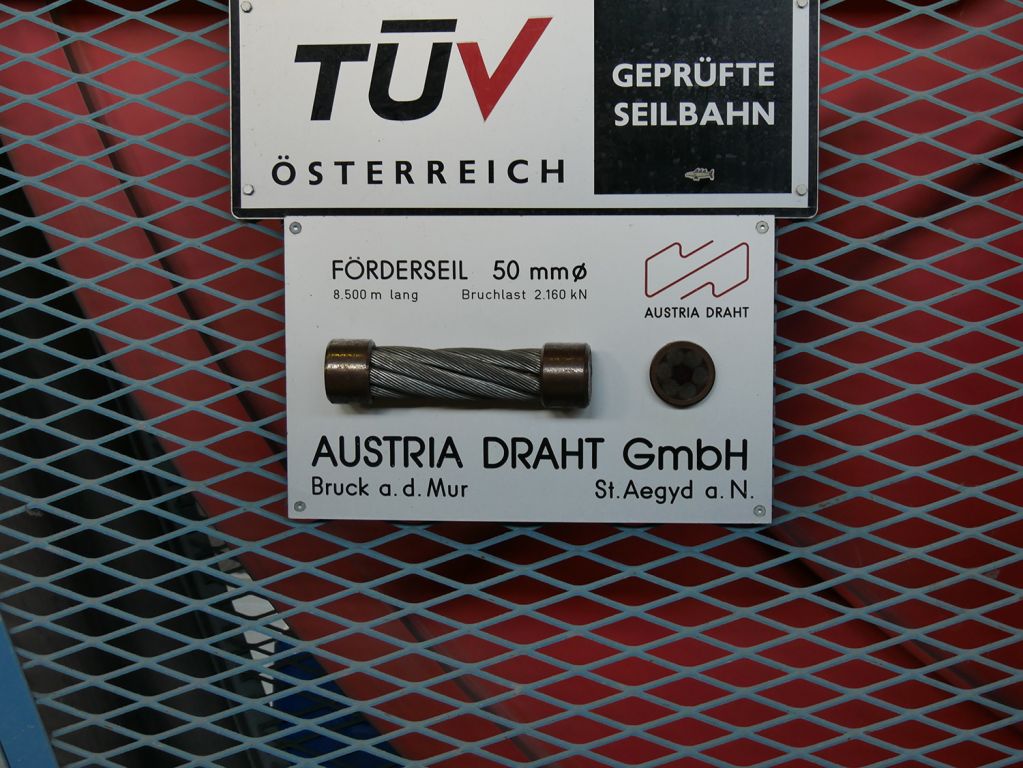 TÜV
ÖSTERREICH
GEPRÜFTE
SEILBAHN
FÖRDERSEIL 50 mm ø
8.500 m lang Bruchlast 2.160 kN
AUSTRIA DRAHT
AUSTRIA DRAHT GmbH
Bruck a. d. Mur St. Aegyd a. N.